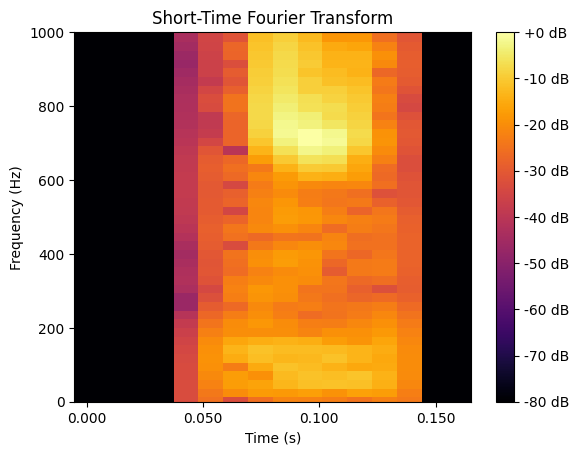 Short-Time Fourier Transform
1000
800
600
400
200
0
Frequency (Hz)
0.000
0.050
0.100
0.150
Time (s)
+0 dB
-10 dB
-20 dB
-30 dB
-40 dB
-50 dB
-60 dB
-70 dB
-80 dB